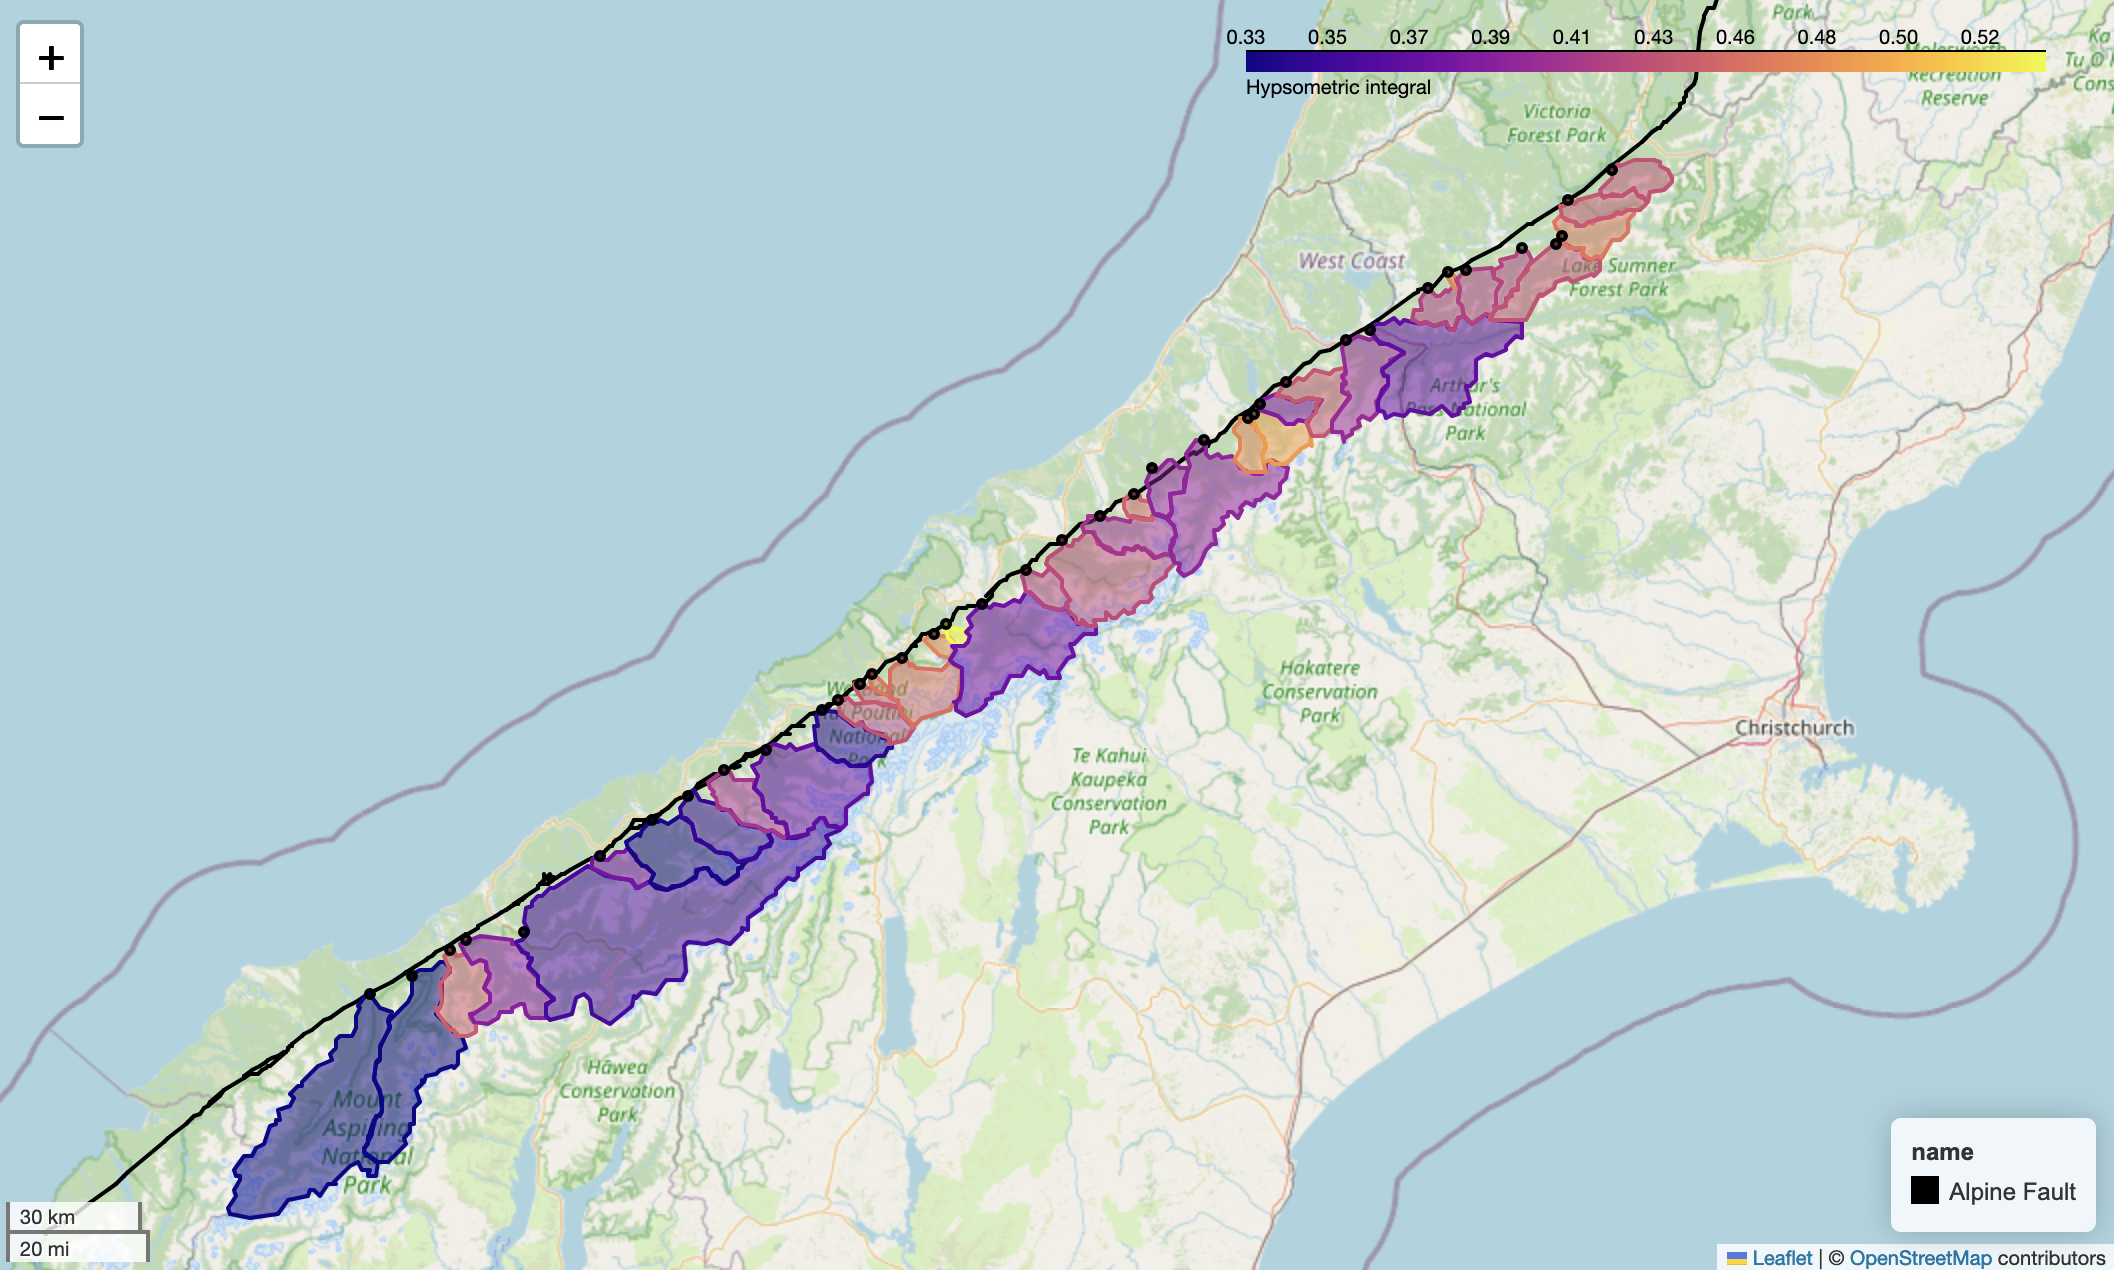 +
−
0.33 0.35 0.37 0.39 0.41 0.43 0.46 0.48 0.50 0.52
Hypsometric integral
Park
Molesworth
Recreation
Reserve
Victoria
Forest Park
West Coast
Lake Sumner
Forest Park
Arthur's
Pass National
Park
Westland
Tai Poutini
National
Park
Hakatere
Conservation
Park
Te Kahui
Kaupeka
Conservation
Park
Christchurch
Hāwea
Conservation
Park
Mount
Aspiring
National
Park
name
Alpine Fault
30 km
20 mi
Leaflet | © OpenStreetMap contributors